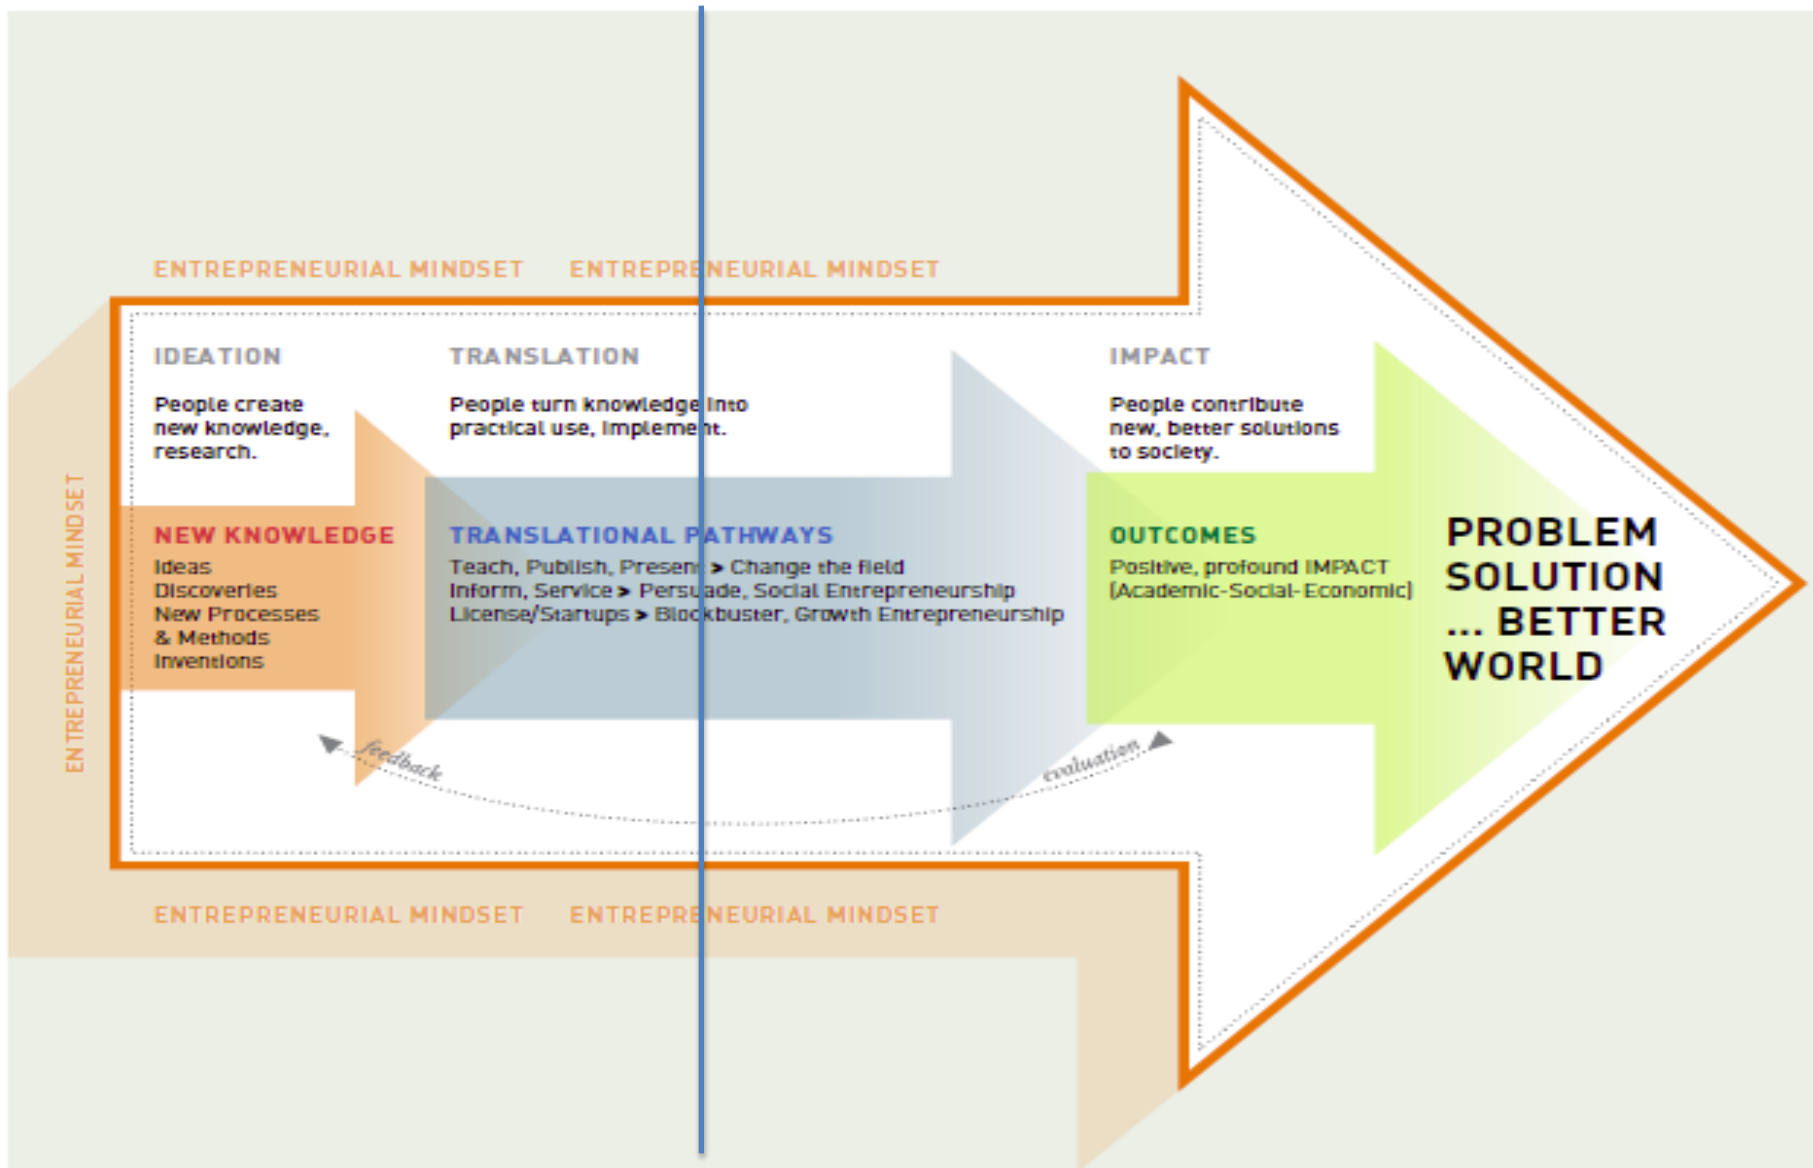 ENTREPRENEURIAL MINDSET ENTREPRENEURIAL MINDSET
ENTREPRENEURIAL MINDSET
IDEATION
People create
new knowledge,
research.
NEW KNOWLEDGE
Ideas
Discoveries
New Processes
& Methods
Inventions
TRANSLATION
People turn knowledge into
practical use, implement.
TRANSLATIONAL PATHWAYS
Teach, Publish, Present > Change the field
Inform, Service > Persuade, Social Entrepreneurship
License/Startups > Blockbuster, Growth Entrepreneurship
IMPACT
People contribute
new, better solutions
to society.
OUTCOMES
Positive, profound IMPACT
[Academic-Social-Economic]
PROBLEM
SOLUTION
... BETTER
WORLD
feedback
evaluation
ENTREPRENEURIAL MINDSET ENTREPRENEURIAL MINDSET